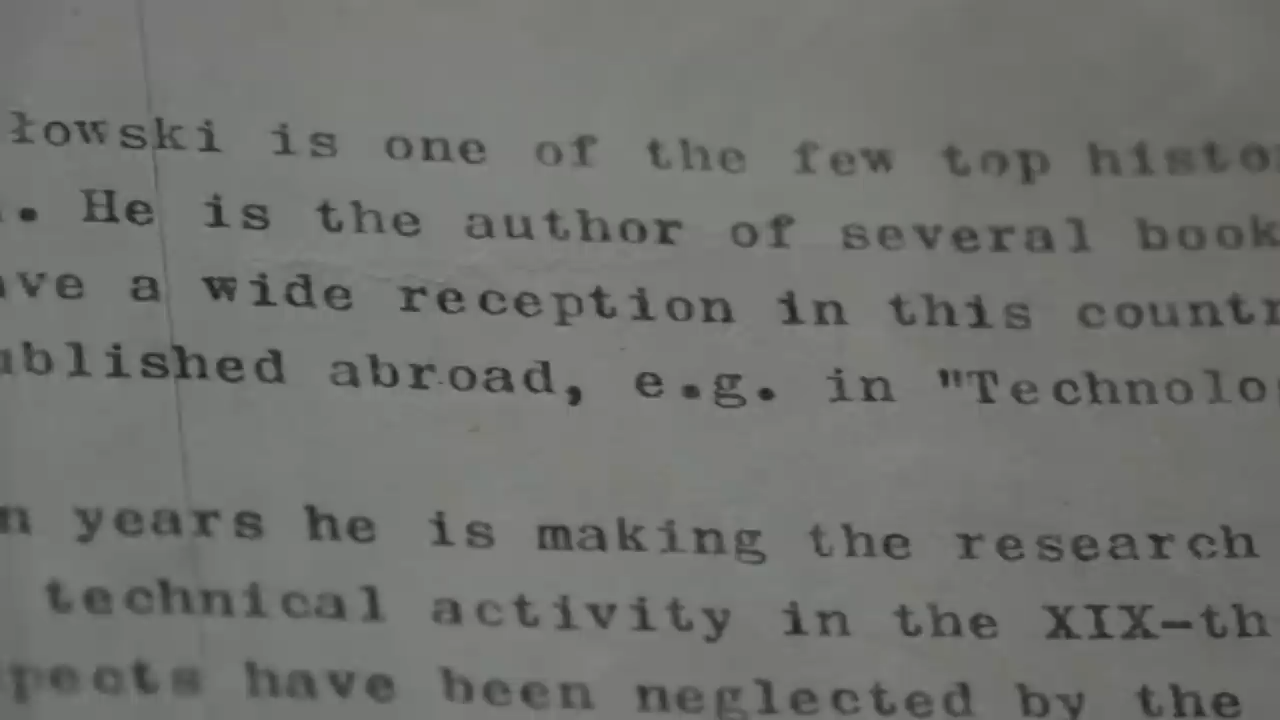 łowski is one of the few top histo
. He is the author of several book
ve a wide reception in this countr
ublished abroad, e.g. in "Technolo
n years he is making the research
technical activity in the XIX-th
pects have been neglected by the